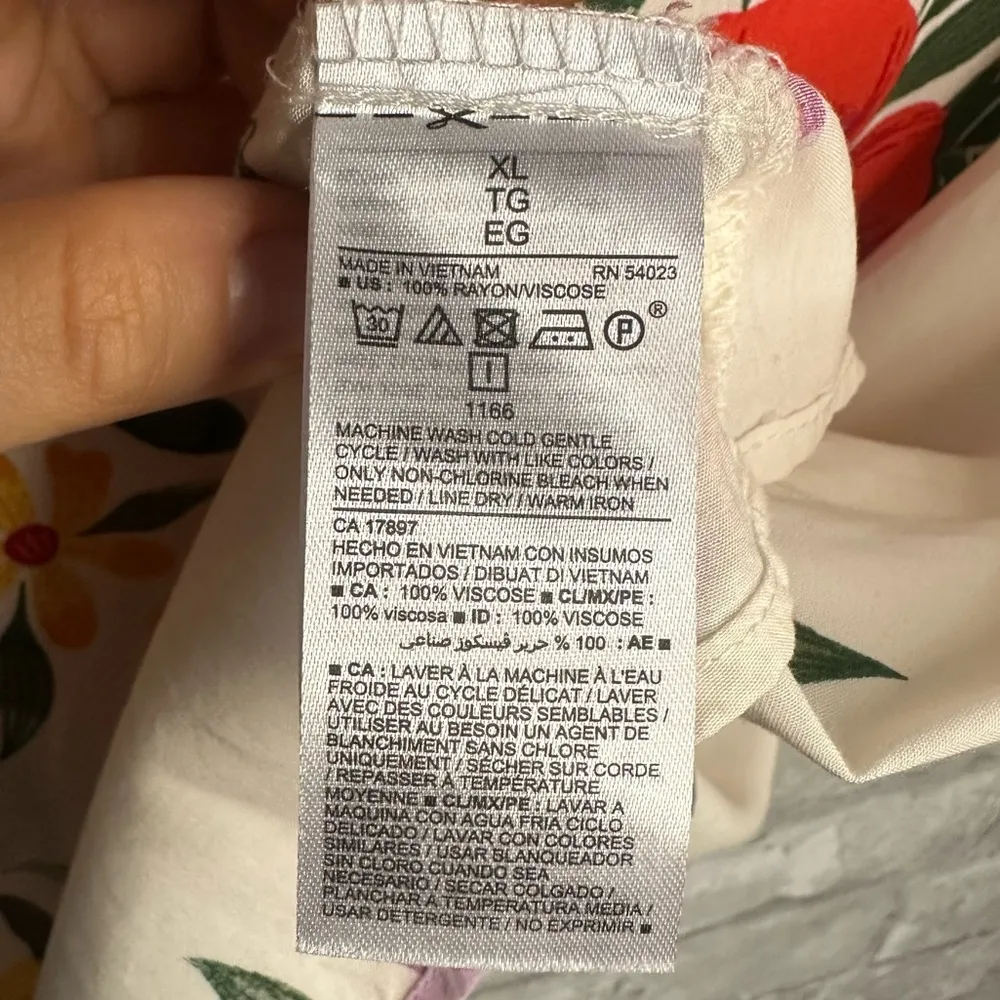 XL
TG
EG
MADE IN VIETNAM RN 54023
■ US : 100% RAYON/VISCOSE
30 P ®
1166
MACHINE WASH COLD GENTLE
CYCLE / WASH WITH LIKE COLORS /
ONLY NON-CHLORINE BLEACH WHEN
NEEDED / LINE DRY / WARM IRON
CA 17897
HECHO EN VIETNAM CON INSUMOS
IMPORTADOS / DIBUAT DI VIETNAM
■ CA : 100% VISCOSE ■ CL/MX/PE :
100% viscosa ■ ID : 100% VISCOSE
■ AE : 100 % حرير ڤيسكوز صناعى
■ CA : LAVER À LA MACHINE À L'EAU
FROIDE AU CYCLE DÉLICAT / LAVER
AVEC DES COULEURS SEMBLABLES /
UTILISER AU BESOIN UN AGENT DE
BLANCHIMENT SANS CHLORE
UNIQUEMENT / SÉCHER SUR CORDE
/ REPASSER À TEMPÉRATURE
MOYENNE ■ CL/MX/PE : LAVAR A
MAQUINA CON AGUA FRIA CICLO
DELICADO / LAVAR CON COLORES
SIMILARES / USAR BLANQUEADOR
SIN CLORO CUANDO SEA
NECESARIO / SECAR COLGADO /
PLANCHAR A TEMPERATURA MEDIA /
USAR DETERGENTE / NO EXPRIMIR ■